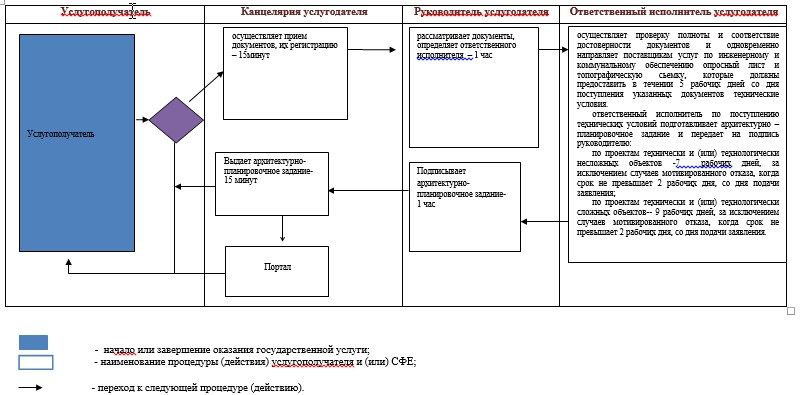 Услугополучатель
Канцелярия услугодателя
Руководитель услугодателя
Ответственный исполнитель услугодателя
Услугополучатель
осуществляет прием
документов, их регистрацию
– 15минут
рассматривает документы,
определяет ответственного
исполнителя – 1 час
осуществляет проверку полноты и соответствие
достоверности документов и одновременно
направляет поставщикам услуг по инженерному и
коммунальному обеспечению опросный лист и
топографическую съемку, которые должны
предоставить в течении 5 рабочих дней со дня
поступления указанных документов технические
условия.
ответственный исполнитель по поступлению
технических условий подготавливает архитектурно –
планировочное задание и передает на подпись
руководителю:
по проектам технически и (или) технологически
несложных объектов -7 рабочих дней, за
исключением случаев мотивированного отказа, когда
срок не превышает 2 рабочих дня, со дня подачи
заявления;
по проектам технически и (или) технологически
сложных объектов-- 9 рабочих дней, за исключением
случаев мотивированного отказа, когда срок не
превышает 2 рабочих дня, со дня подачи заявления.
Выдает архитектурно-
планировочное задание-
15 минут
Подписывает
архитектурно-
планировочное задание-
1 час
Портал
- начало или завершение оказания государственной услуги;
- наименование процедуры (действия) услугополучателя и (или) СФЕ;
- переход к следующей процедуре (действию).